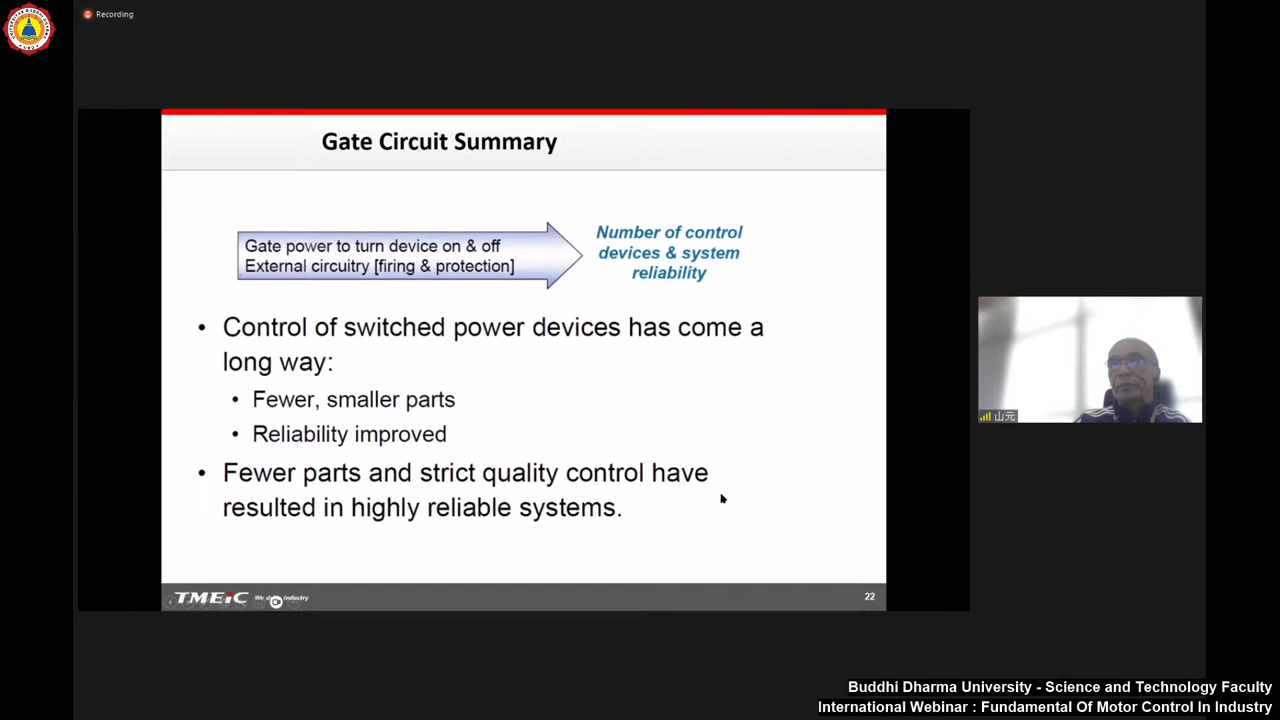 Recording
Gate Circuit Summary
Gate power to turn device on & off
External circuitry [firing & protection]
Number of control
devices & system
reliability
• Control of switched power devices has come a
long way:
• Fewer, smaller parts
• Reliability improved
• Fewer parts and strict quality control have
resulted in highly reliable systems.
TMEiC
22
山元
Buddhi Dharma University - Science and Technology Faculty
International Webinar : Fundamental Of Motor Control In Industry